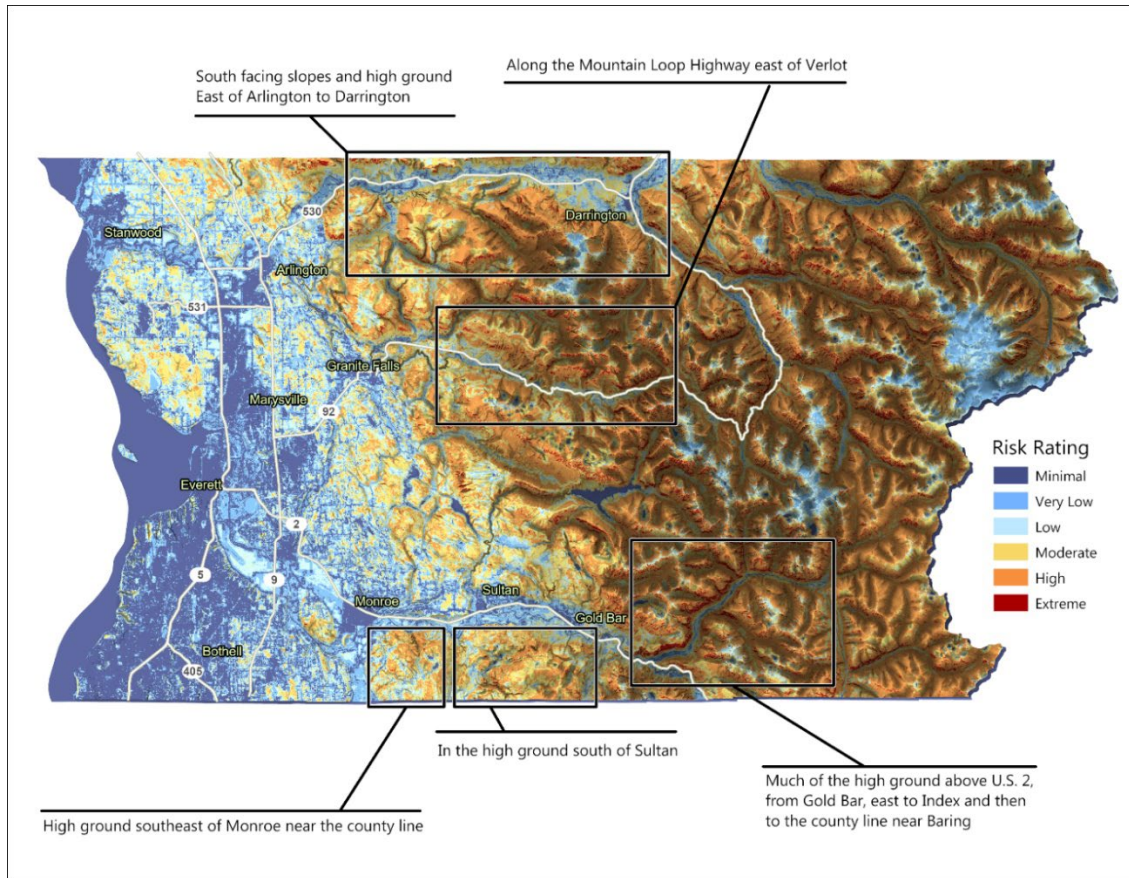 South facing slopes and high ground
East of Arlington to Darrington
Along the Mountain Loop Highway east of Verlot
530
Darrington
Stanwood
Arlington
531
Granite Falls
Marysville
92
Everett
2
5
9
Monroe
Sultan
Gold Bar
Bothell
405
Risk Rating
Minimal
Very Low
Low
Moderate
High
Extreme
In the high ground south of Sultan
High ground southeast of Monroe near the county line
Much of the high ground above U.S. 2,
from Gold Bar, east to Index and then
to the county line near Baring